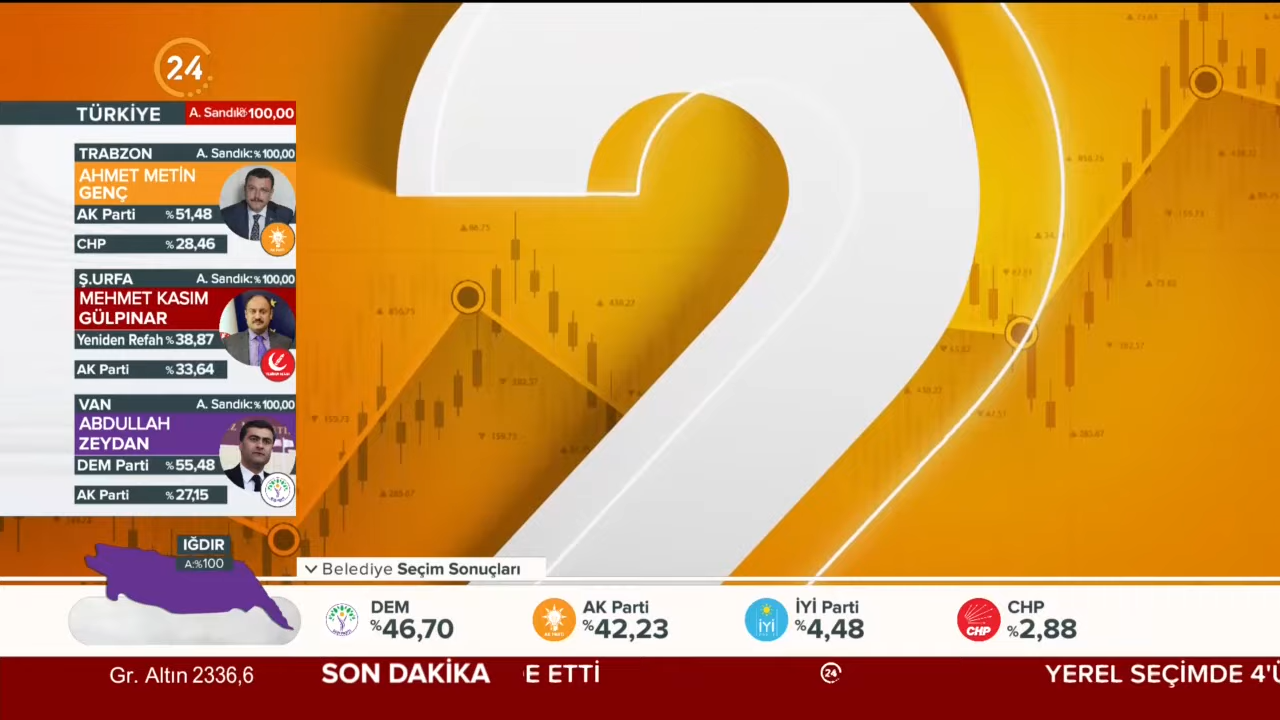 24
TÜRKİYE A. Sandık:%100,00
TRABZON A. Sandık:%100,00
AHMET METİN
GENÇ
AK Parti %51,48
CHP %28,46
Ş.URFA A. Sandık:%100,00
MEHMET KASIM
GÜLPINAR
Yeniden Refah %38,87
AK Parti %33,64
VAN A. Sandık:%100,00
ABDULLAH
ZEYDAN
DEM Parti %55,48
AK Parti %27,15
IĞDIR
A:%100
Belediye Seçim Sonuçları
DEM
%46,70
AK Parti
%42,23
İYİ
İYİ Parti
%4,48
CHP
CHP
%2,88
Gr. Altın 2336,6 SON DAKİKA E ETTİ 24 YEREL SEÇİMDE 4'Ü
2